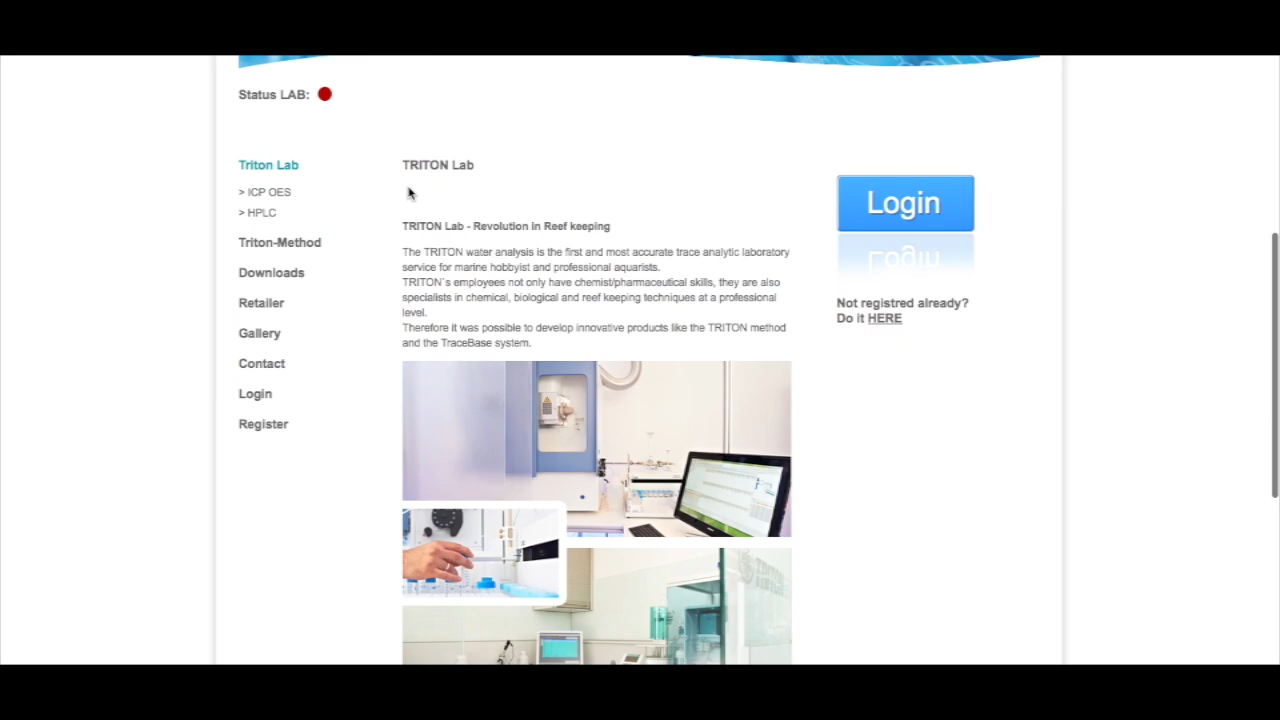 Status LAB:
Triton Lab
> ICP OES
> HPLC
Triton-Method
Downloads
Retailer
Gallery
Contact
Login
Register
TRITON Lab
TRITON Lab - Revolution in Reef keeping
The TRITON water analysis is the first and most accurate trace analytic laboratory
service for marine hobbyist and professional aquarists.
TRITON`s employees not only have chemist/pharmaceutical skills, they are also
specialists in chemical, biological and reef keeping techniques at a professional
level.
Therefore it was possible to develop innovative products like the TRITON method
and the TraceBase system.
Login
Not registred already?
Do it HERE